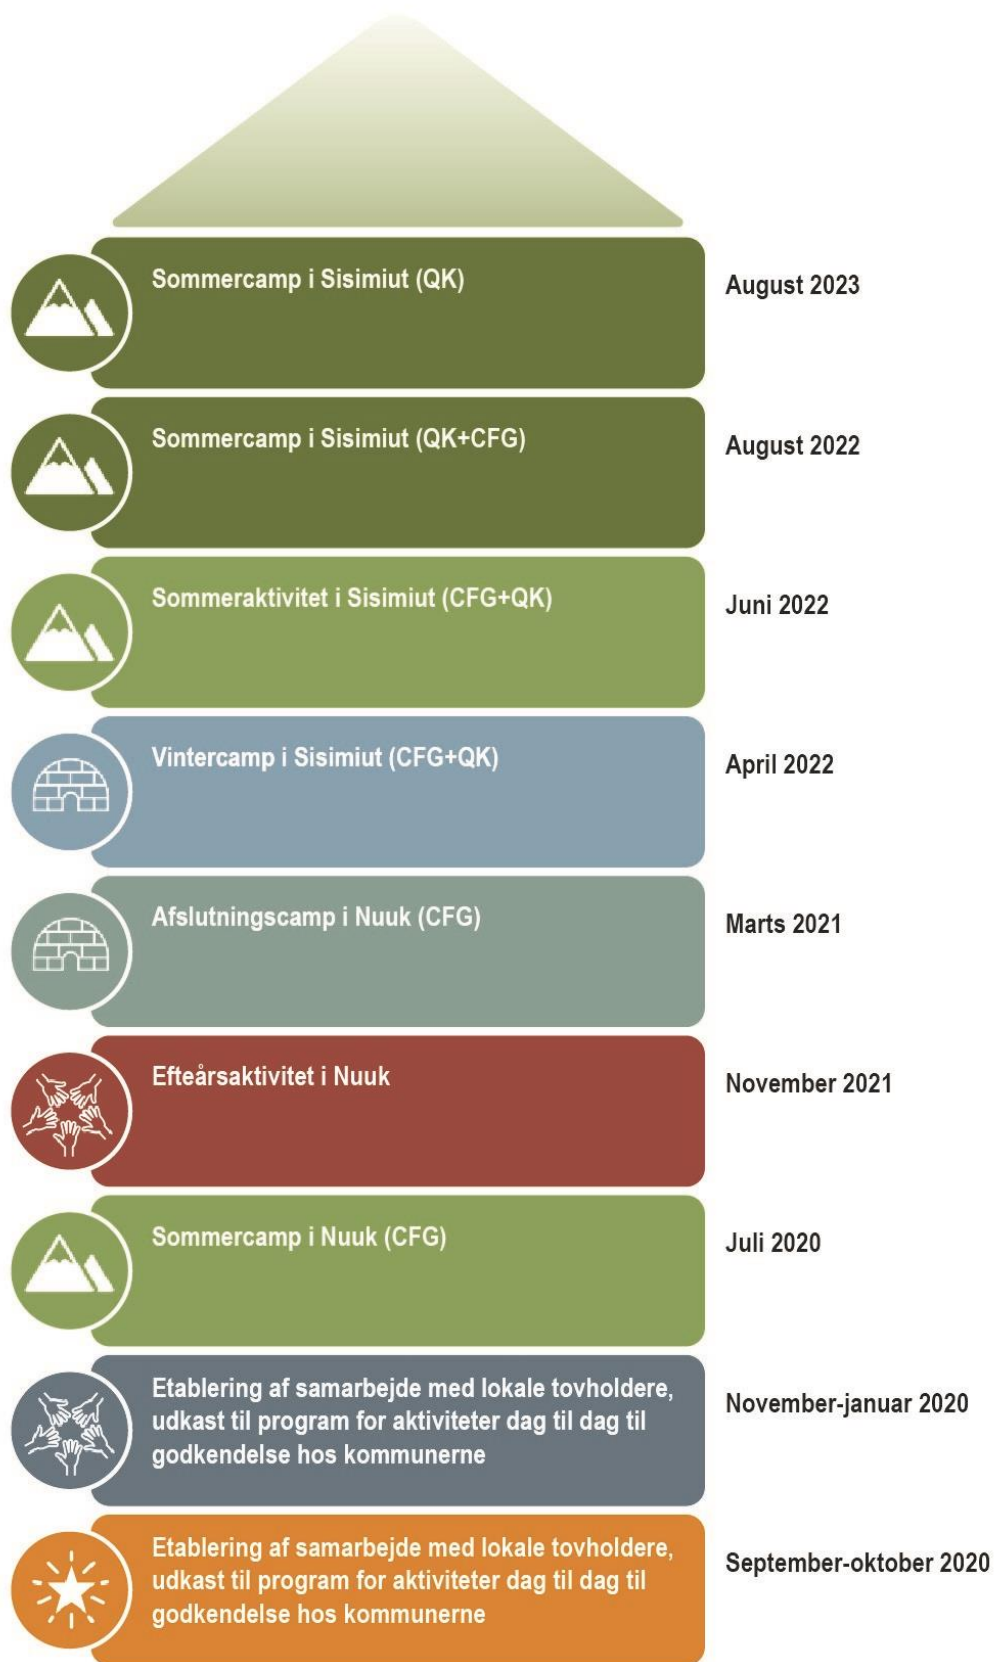 Sommercamp i Sisimiut (QK)
August 2023
Sommercamp i Sisimiut (QK+CFG)
August 2022
Sommeraktivitet i Sisimiut (CFG+QK)
Juni 2022
Vintercamp i Sisimiut (CFG+QK)
April 2022
Afslutningscamp i Nuuk (CFG)
Marts 2021
Efteårsaktivitet i Nuuk
November 2021
Sommercamp i Nuuk (CFG)
Juli 2020
Etablering af samarbejde med lokale tovholdere,
udkast til program for aktiviteter dag til dag til
godkendelse hos kommunerne
November-januar 2020
Etablering af samarbejde med lokale tovholdere,
udkast til program for aktiviteter dag til dag til
godkendelse hos kommunerne
September-oktober 2020